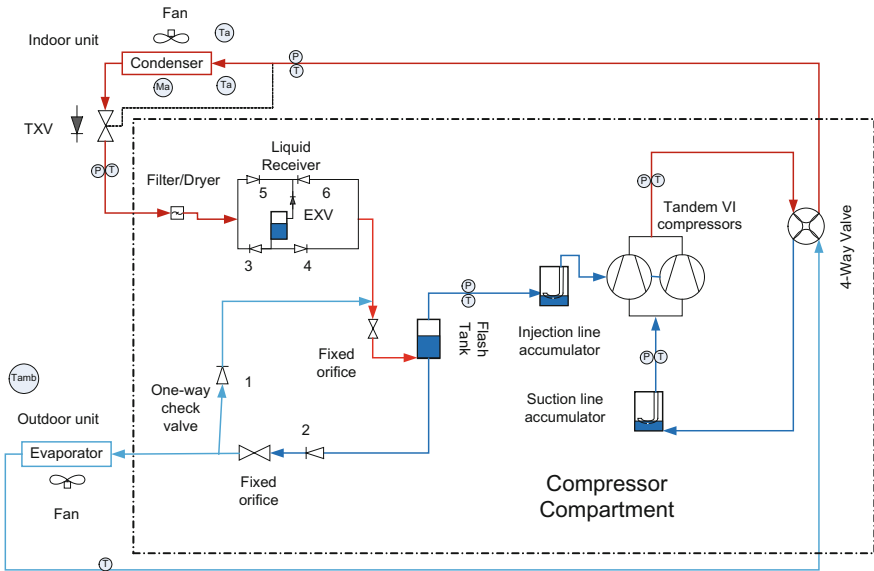 Fan
Ta
Indoor unit
P
T
Condenser
Ma
Ta
TXV
P
T
Filter/Dryer
Liquid
Receiver
5
6
EXV
3
4
P
T
Tandem VI
compressors
4-Way Valve
P
T
Flash
Tank
Injection line
accumulator
Fixed
orifice
P
T
Suction line
accumulator
Tamb
1
One-way
check
valve
2
Outdoor unit
Evaporator
Fixed
orifice
Fan
Compressor
Compartment
T